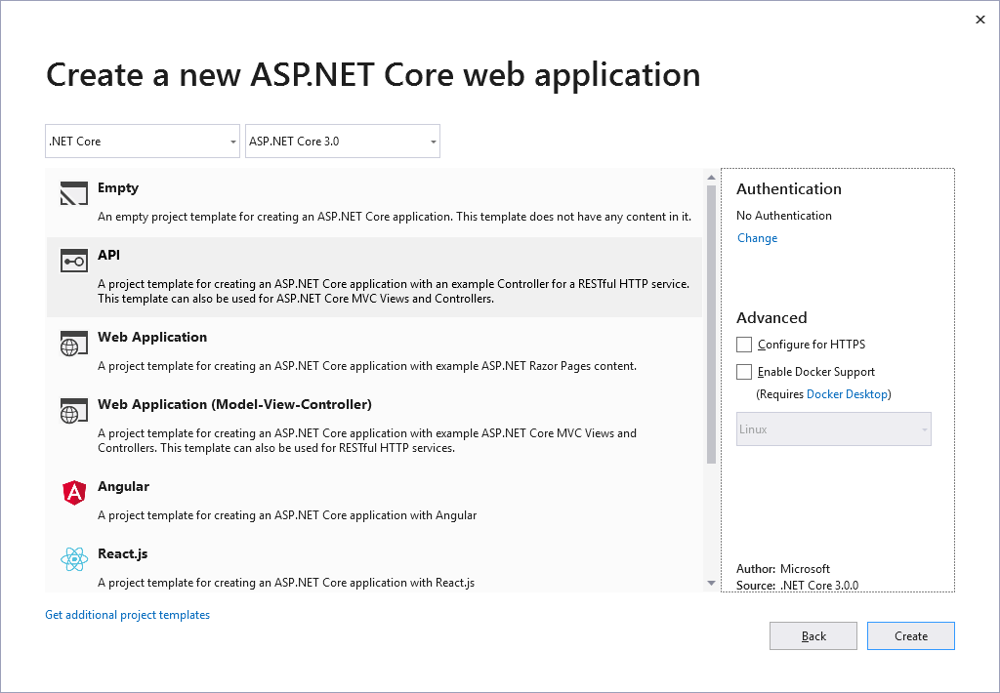 Create a new ASP.NET Core web application
.NET Core
ASP.NET Core 3.0
Empty
An empty project template for creating an ASP.NET Core application. This template does not have any content in it.
API
A project template for creating an ASP.NET Core application with an example Controller for a RESTful HTTP service.
This template can also be used for ASP.NET Core MVC Views and Controllers.
Web Application
A project template for creating an ASP.NET Core application with example ASP.NET Razor Pages content.
Web Application (Model-View-Controller)
A project template for creating an ASP.NET Core application with example ASP.NET Core MVC Views and
Controllers. This template can also be used for RESTful HTTP services.
Angular
A project template for creating an ASP.NET Core application with Angular
React.js
A project template for creating an ASP.NET Core application with React.js
Get additional project templates
Authentication
No Authentication
Change
Advanced
Configure for HTTPS
Enable Docker Support
(Requires Docker Desktop)
Linux
Author: Microsoft
Source: .NET Core 3.0.0
Back
Create